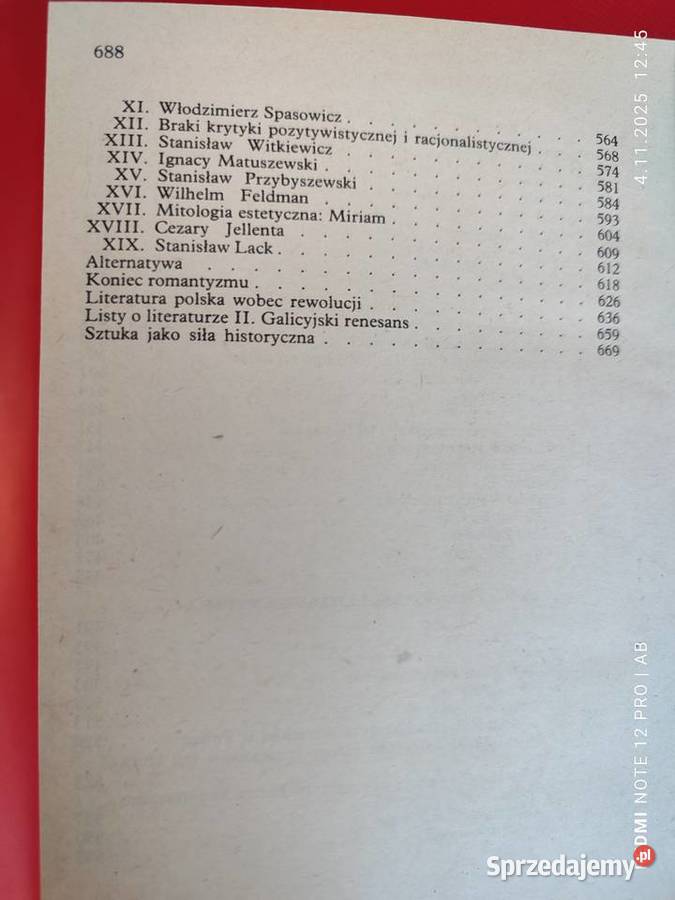 688
XI. Włodzimierz Spasowicz . . . . . . . . . . 564
XII. Braki krytyki pozytywistycznej i racjonalistycznej . . . 568
XIII. Stanisław Witkiewicz . . . . . . . . . . 574
XIV. Ignacy Matuszewski . . . . . . . . . . 581
XV. Stanisław Przybyszewski . . . . . . . . . 584
XVI. Wilhelm Feldman . . . . . . . . . . 593
XVII. Mitologia estetyczna: Miriam . . . . . . . . 604
XVIII. Cezary Jellenta . . . . . . . . . . . 609
XIX. Stanisław Lack . . . . . . . . . . . 612
Alternatywa . . . . . . . . . . . . . 618
Koniec romantyzmu . . . . . . . . . . . 626
Literatura polska wobec rewolucji . . . . . . . . 636
Listy o literaturze II. Galicyjski renesans . . . . . . . 659
Sztuka jako siła historyczna . . . . . . . . . 669
4.11.2025 12:45
DMI NOTE 12 PRO | AB
Sprzedajemy.pl